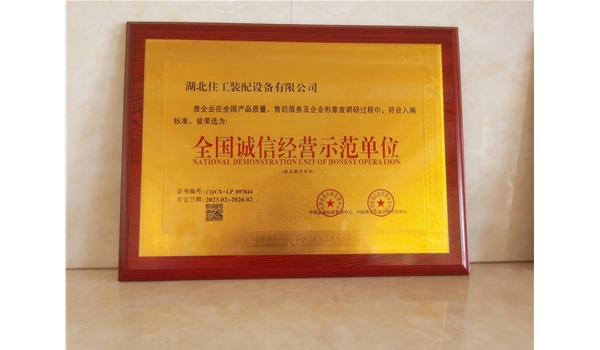 湖北佳工装配设备有限公司
贵企业在全国产品质量、售后服务及企业形象度调研过程中，符合入编
标准。被荣选为：
全国诚信经营示范单位
NATIONAL DEMONSTRATION UNIT OF HONEST OPERATION
证书编号：CQCX-LP 097826
有效日期：2023.02-2026.02